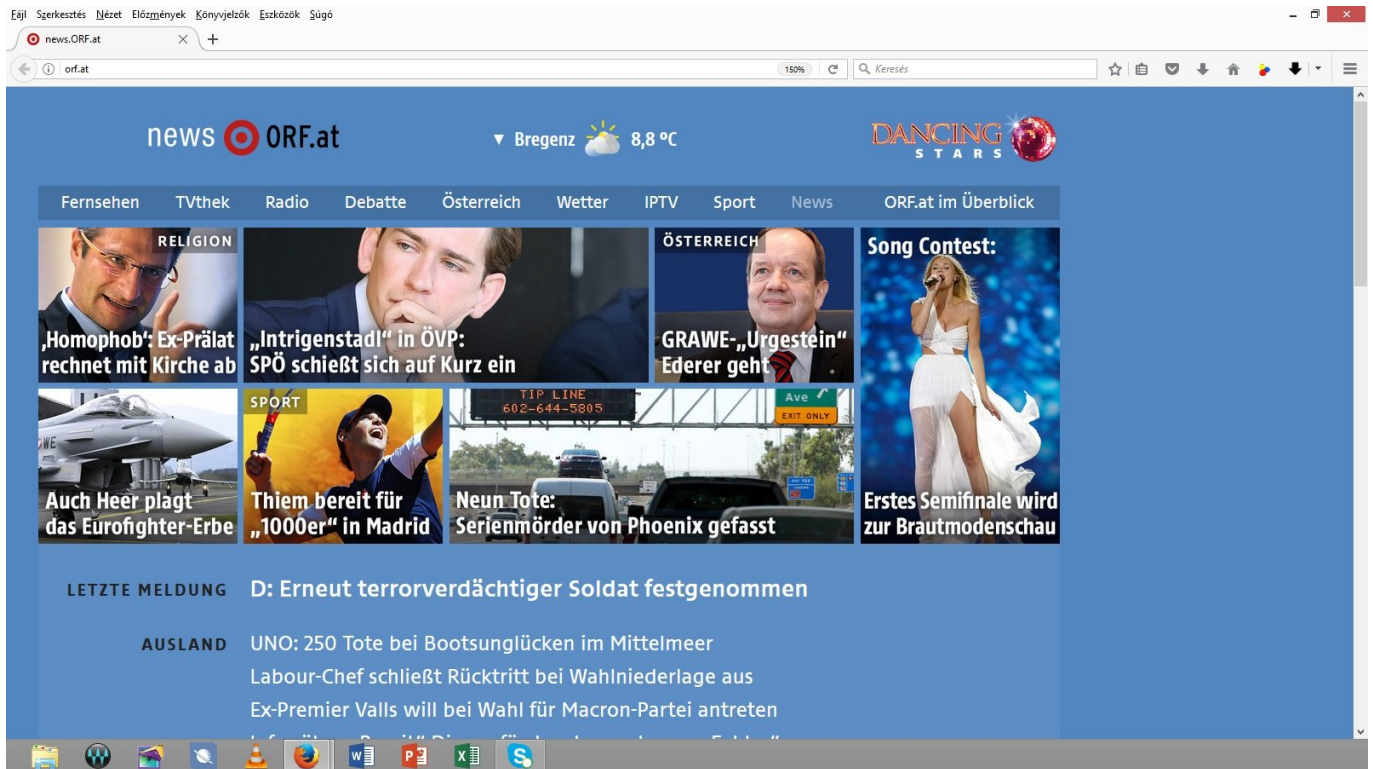 Fájl Szerkesztés Nézet Előzmények Könyvjelzők Eszközök Súgó
news.ORF.at
orf.at
150%
Keresés
news ORF.at
▼ Bregenz 8,8 ºC
DANCING
STARS
Fernsehen TVthek Radio Debatte Österreich Wetter IPTV Sport News ORF.at im Überblick
RELIGION
‚Homophob‘: Ex-Prälat
rechnet mit Kirche ab
„Intrigenstadl“ in ÖVP:
SPÖ schießt sich auf Kurz ein
ÖSTERREICH
GRAWE-„Urgestein“
Ederer geht
Song Contest:
Erstes Semifinale wird
zur Brautmodenschau
Auch Heer plagt
das Eurofighter-Erbe
SPORT
Thiem bereit für
„1000er“ in Madrid
TIP LINE
602-644-5805
Ave
EXIT ONLY
Neun Tote:
Serienmörder von Phoenix gefasst
LETZTE MELDUNG D: Erneut terrorverdächtiger Soldat festgenommen
AUSLAND UNO: 250 Tote bei Bootsunglücken im Mittelmeer
Labour-Chef schließt Rücktritt bei Wahlniederlage aus
Ex-Premier Valls will bei Wahl für Macron-Partei antreten